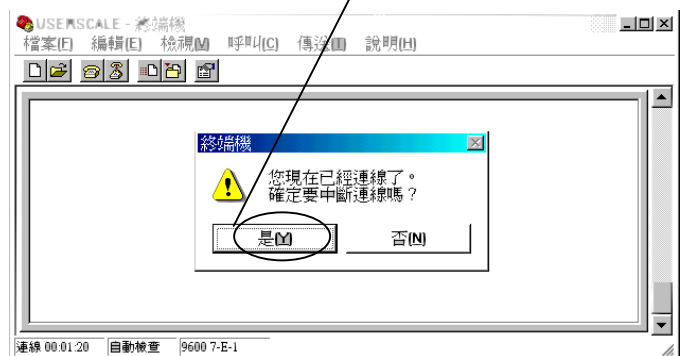 USERSCALE - 終端機
檔案(F) 編輯(E) 檢視(V) 呼叫(C) 傳送(T) 說明(H)
終端機
您現在已經連線了。
確定要中斷連線嗎？
是(Y) 否(N)
連線 00:01:20 自動檢查 9600 7-E-1